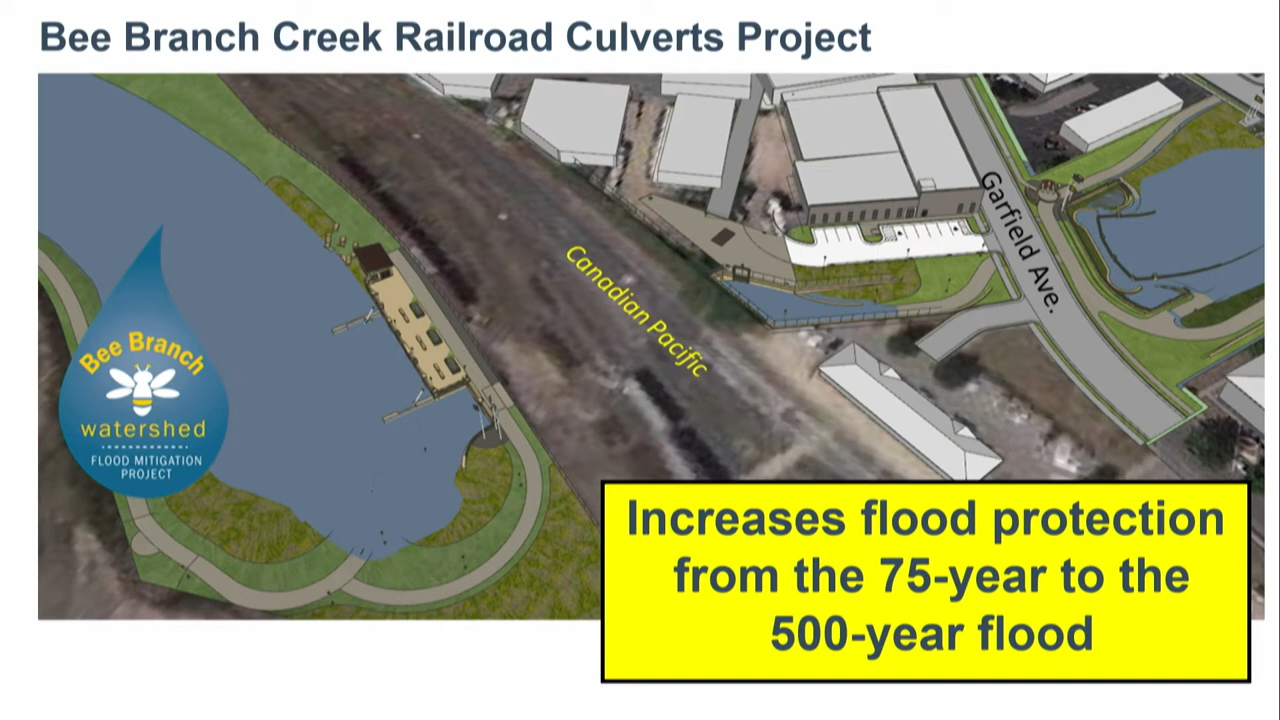 Bee Branch Creek Railroad Culverts Project
Garfield Ave.
Canadian Pacific
Bee Branch
watershed
FLOOD MITIGATION
PROJECT
Increases flood protection
from the 75-year to the
500-year flood